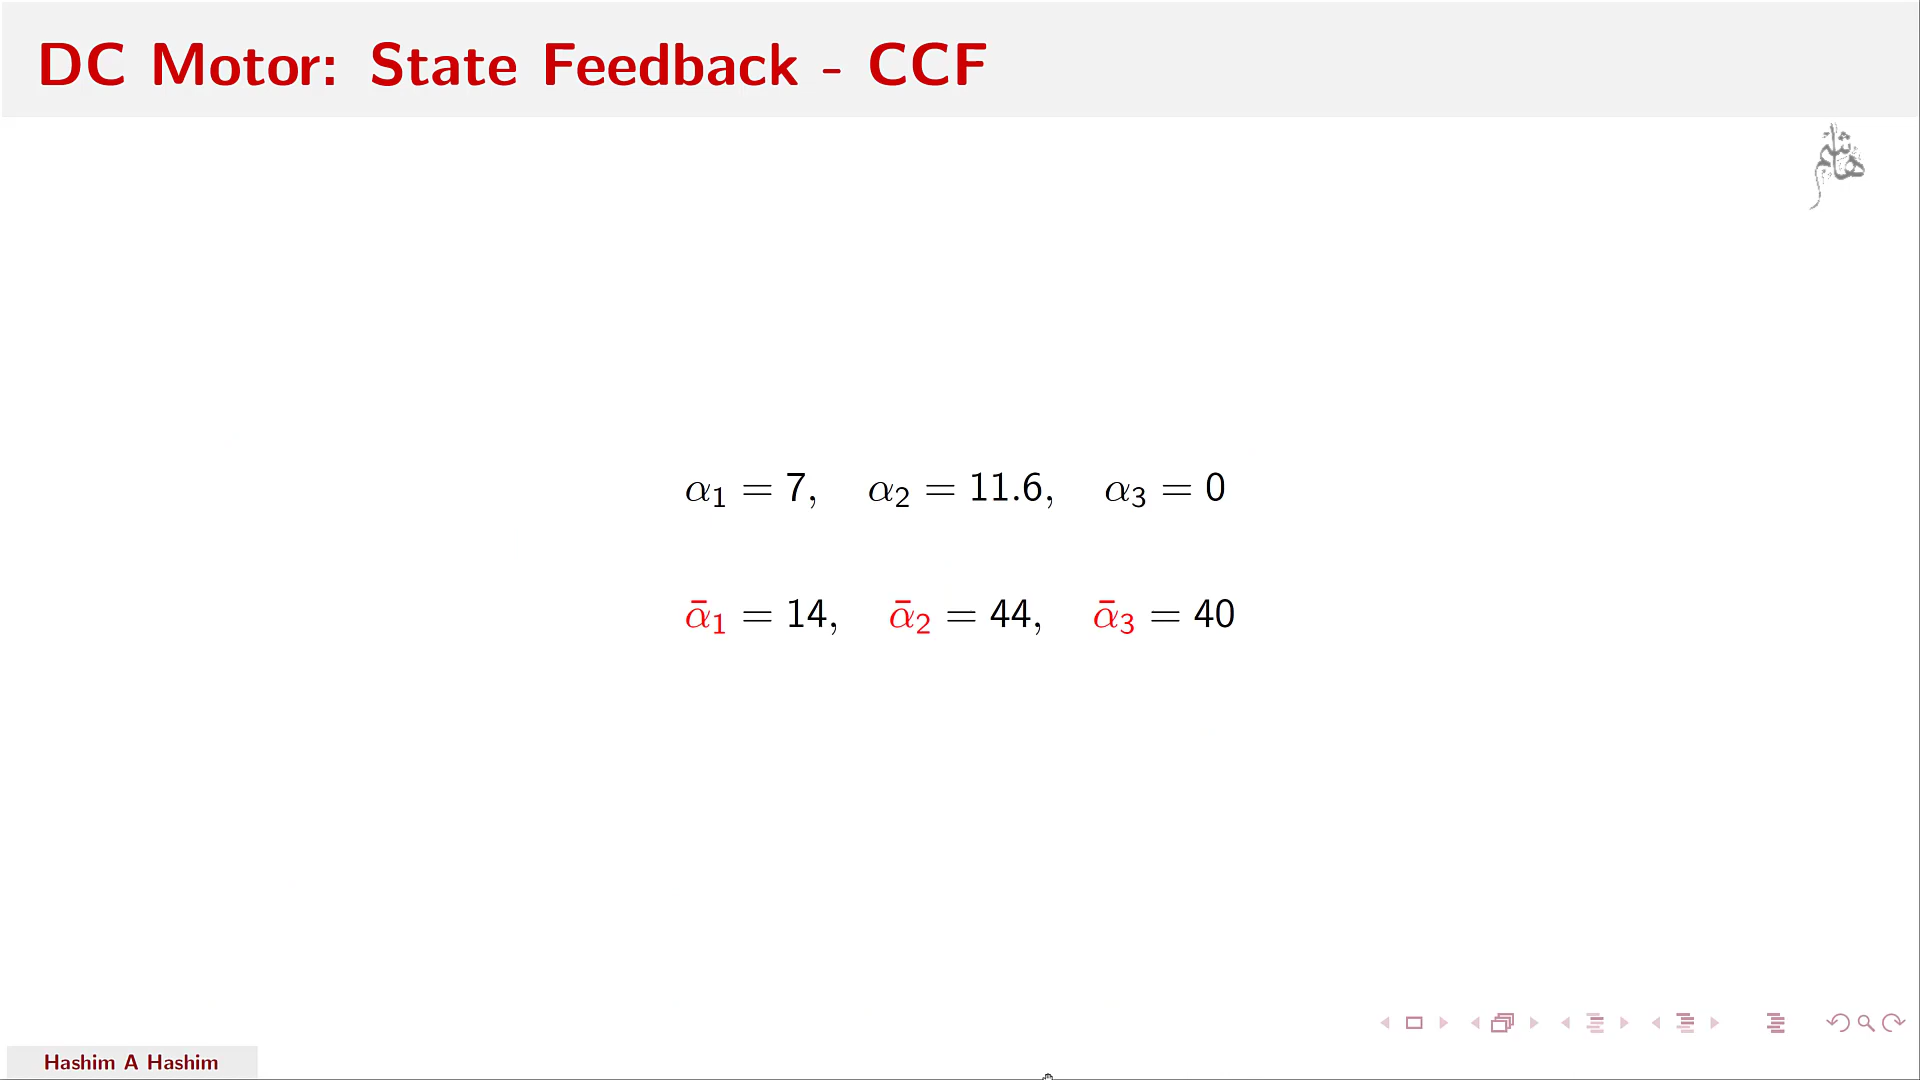 DC Motor: State Feedback - CCF
هاشم
α₁ = 7, α₂ = 11.6, α₃ = 0
ᾱ₁ = 14, ᾱ₂ = 44, ᾱ₃ = 40
Hashim A Hashim